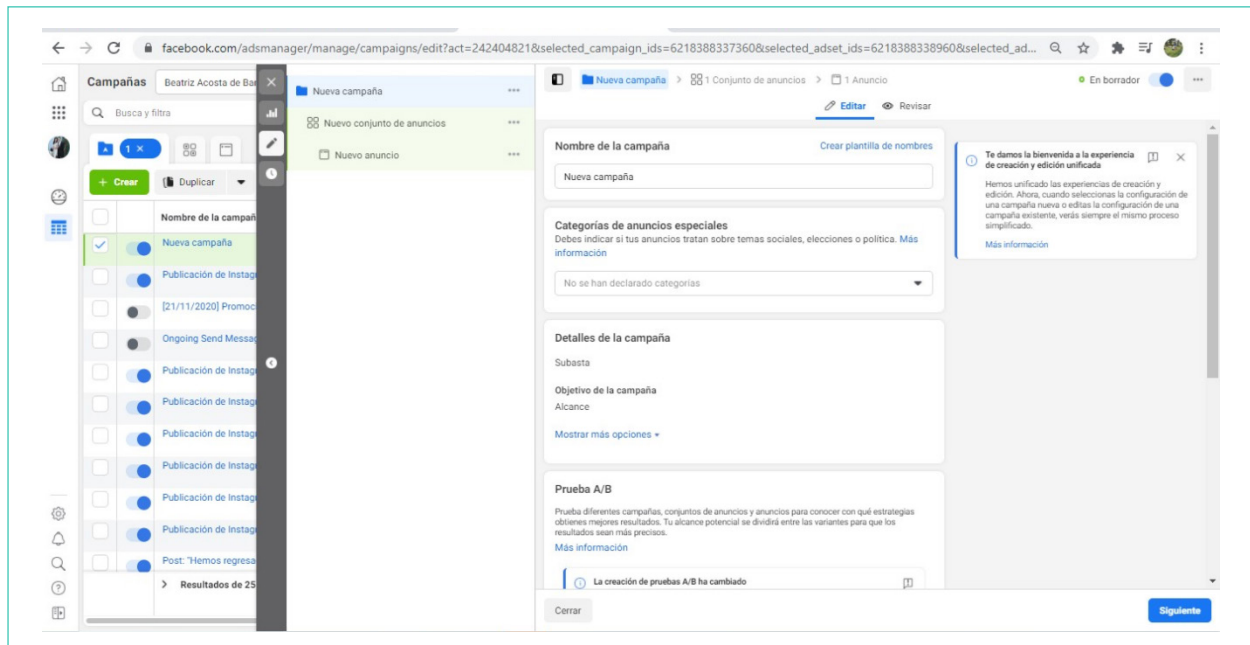 facebook.com/adsmanager/manage/campaigns/edit?act=242404821&selected_campaign_ids=6218388337360&selected_adset_ids=6218388338960&selected_ad...
Campañas
Beatriz Acosta de Bar
Busca y filtra
1 ×
+ Crear
Duplicar
Nombre de la campañ
Nueva campaña
Publicación de Instag
[21/11/2020] Promoc
Ongoing Send Messag
Publicación de Instag
Publicación de Instag
Publicación de Instag
Publicación de Instag
Publicación de Instag
Publicación de Instag
Post: "Hemos regresa
Resultados de 25
Nueva campaña
Nuevo conjunto de anuncios
Nuevo anuncio
Nueva campaña > 1 Conjunto de anuncios > 1 Anuncio
En borrador
Editar
Revisar
Nombre de la campaña
Crear plantilla de nombres
Nueva campaña
Categorías de anuncios especiales
Debes indicar si tus anuncios tratan sobre temas sociales, elecciones o política. Más
información
No se han declarado categorías
Detalles de la campaña
Subasta
Objetivo de la campaña
Alcance
Mostrar más opciones
Prueba A/B
Prueba diferentes campañas, conjuntos de anuncios y anuncios para conocer con qué estrategias
obtienes mejores resultados. Tu alcance potencial se dividirá entre las variantes para que los
resultados sean más precisos.
Más información
La creación de pruebas A/B ha cambiado
Te damos la bienvenida a la experiencia
de creación y edición unificada
Hemos unificado las experiencias de creación y
edición. Ahora, cuando seleccionas la configuración de
una campaña nueva o editas la configuración de una
campaña existente, verás siempre el mismo proceso
simplificado.
Más información
Cerrar
Siguiente